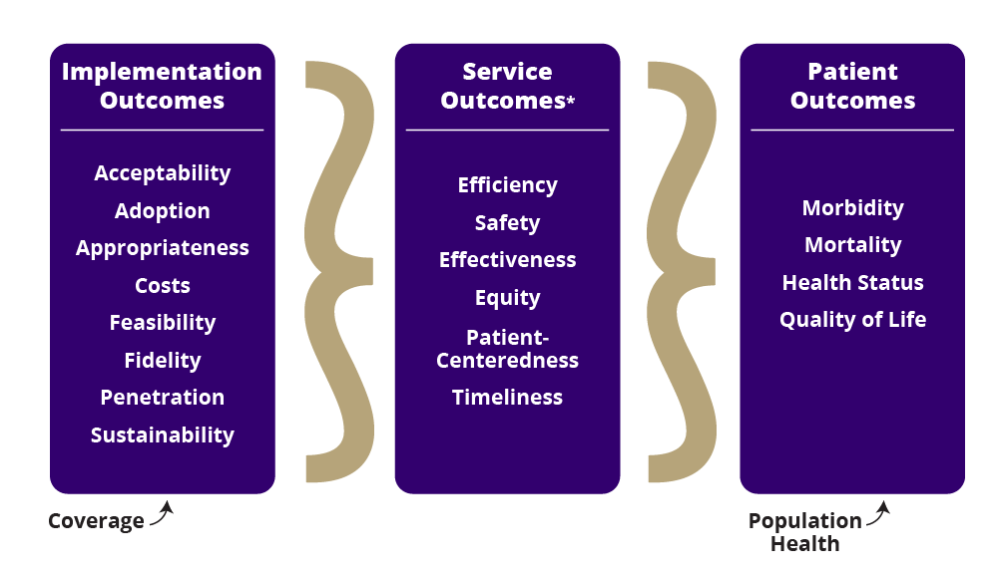 Implementation
Outcomes
Acceptability
Adoption
Appropriateness
Costs
Feasibility
Fidelity
Penetration
Sustainability
Coverage
Service
Outcomes*
Efficiency
Safety
Effectiveness
Equity
Patient-
Centeredness
Timeliness
Patient
Outcomes
Morbidity
Mortality
Health Status
Quality of Life
Population
Health